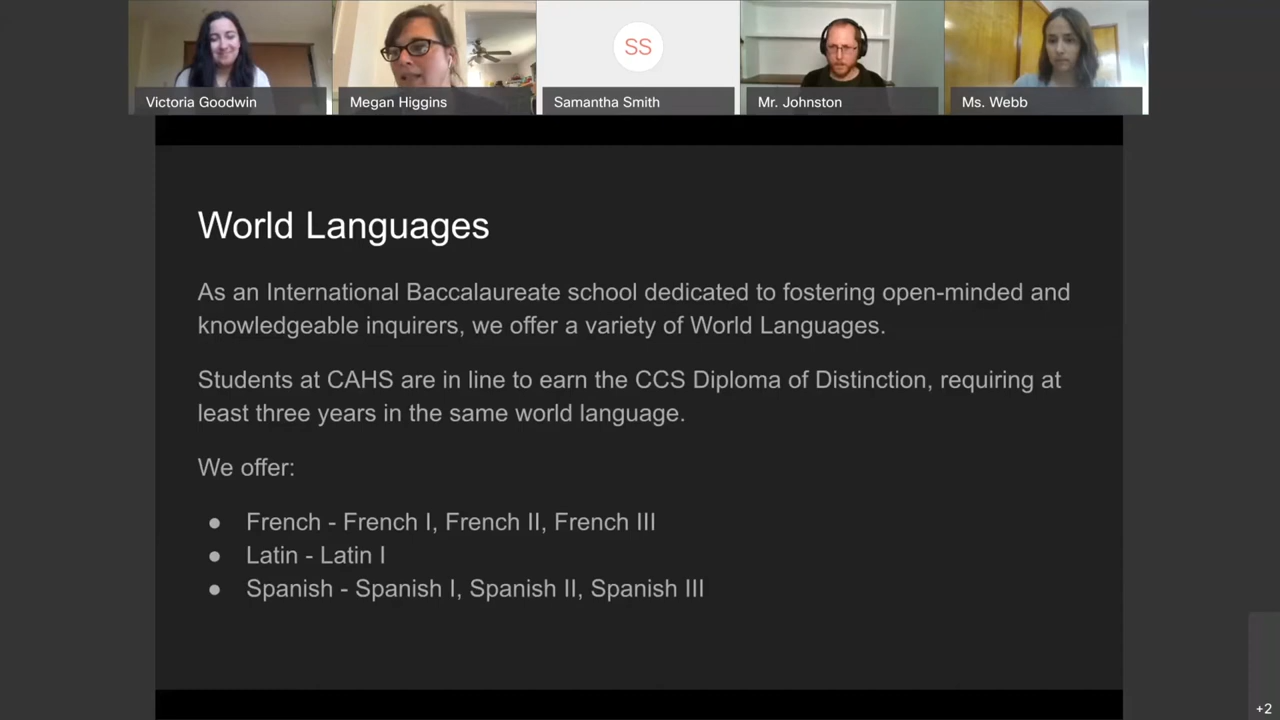 SS
Victoria Goodwin
Megan Higgins
Samantha Smith
Mr. Johnston
Ms. Webb
World Languages
As an International Baccalaureate school dedicated to fostering open-minded and
knowledgeable inquirers, we offer a variety of World Languages.
Students at CAHS are in line to earn the CCS Diploma of Distinction, requiring at
least three years in the same world language.
We offer:
● French - French I, French II, French III
● Latin - Latin I
● Spanish - Spanish I, Spanish II, Spanish III
+2